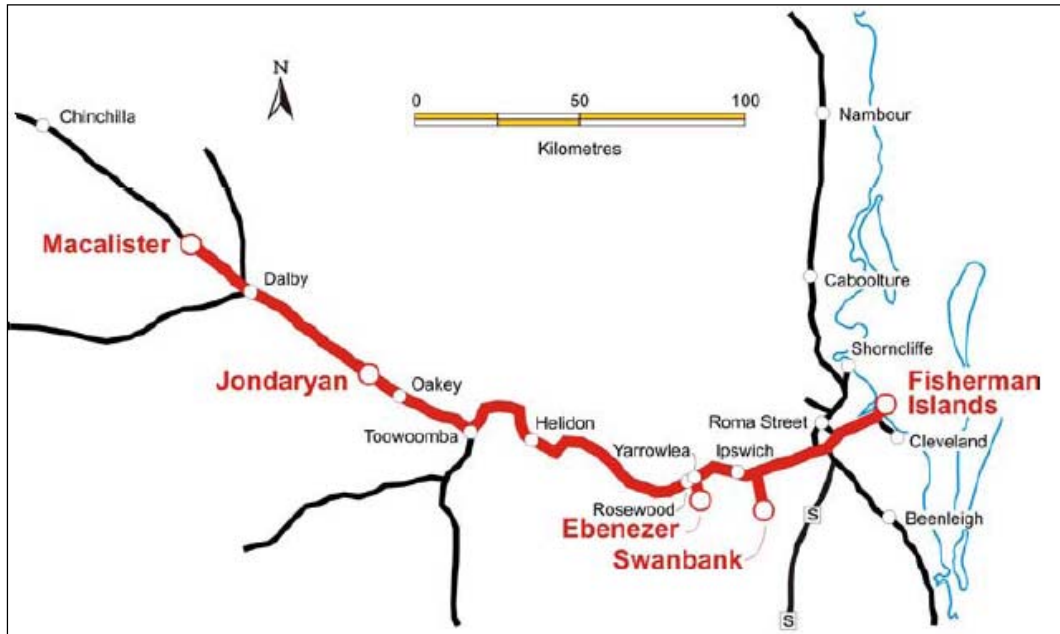 N
0
50
100
Kilometres
Chinchilla
Nambour
Macalister
Dalby
Caboolture
Shorncliffe
Jondaryan
Oakey
Fisherman
Islands
Toowoomba
Helidon
Roma Street
Yarrowlea
Ipswich
Cleveland
Rosewood
Ebenezer
S
Beenleigh
Swanbank
S